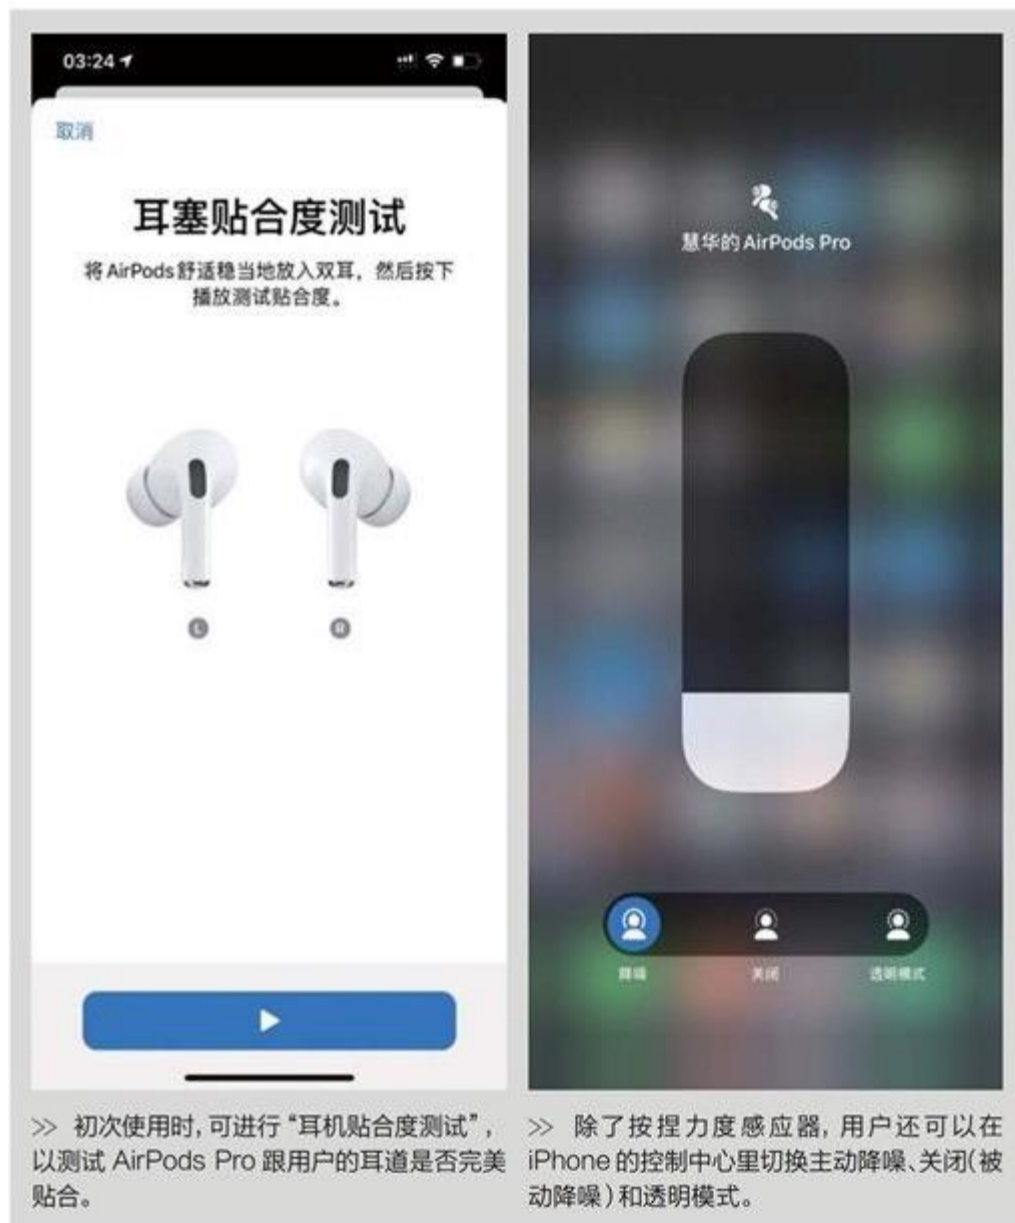 03:24
取消
耳塞贴合度测试
将AirPods舒适稳当地放入双耳，然后按下
播放测试贴合度。
L
R
>> 初次使用时,可进行“耳机贴合度测试”，
以测试 AirPods Pro 跟用户的耳道是否完美
贴合。
慧华的 AirPods Pro
降噪
关闭
透明模式
>> 除了按捏力度感应器,用户还可以在
iPhone的控制中心里切换主动降噪、关闭(被
动降噪)和透明模式。